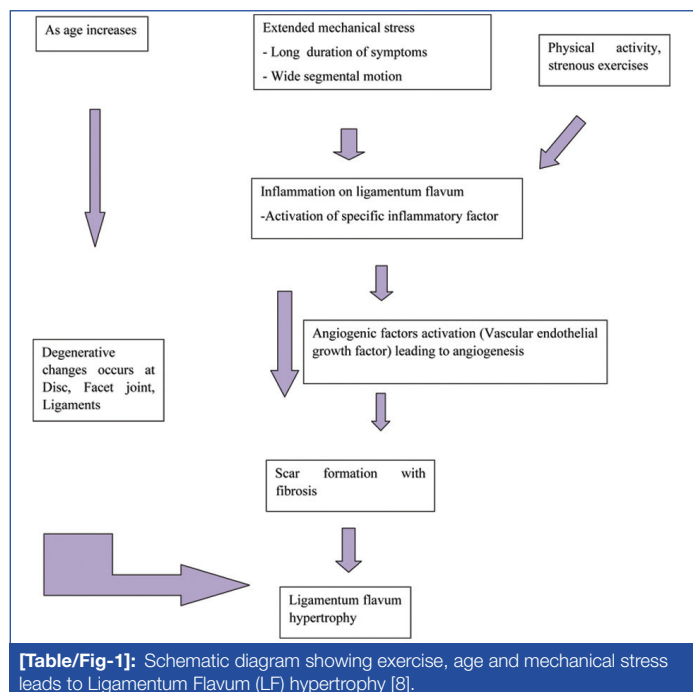 As age increases
Extended mechanical stress
- Long duration of symptoms
- Wide segmental motion
Physical activity,
strenous exercises
Inflammation on ligamentum flavum
-Activation of specific inflammatory factor
Angiogenic factors activation (Vascular endothelial
growth factor) leading to angiogenesis
Degenerative
changes occurs at
Disc, Facet joint,
Ligaments
Scar formation with
fibrosis
Ligamentum flavum
hypertrophy
[Table/Fig-1]: Schematic diagram showing exercise, age and mechanical stress
leads to Ligamentum Flavum (LF) hypertrophy [8].